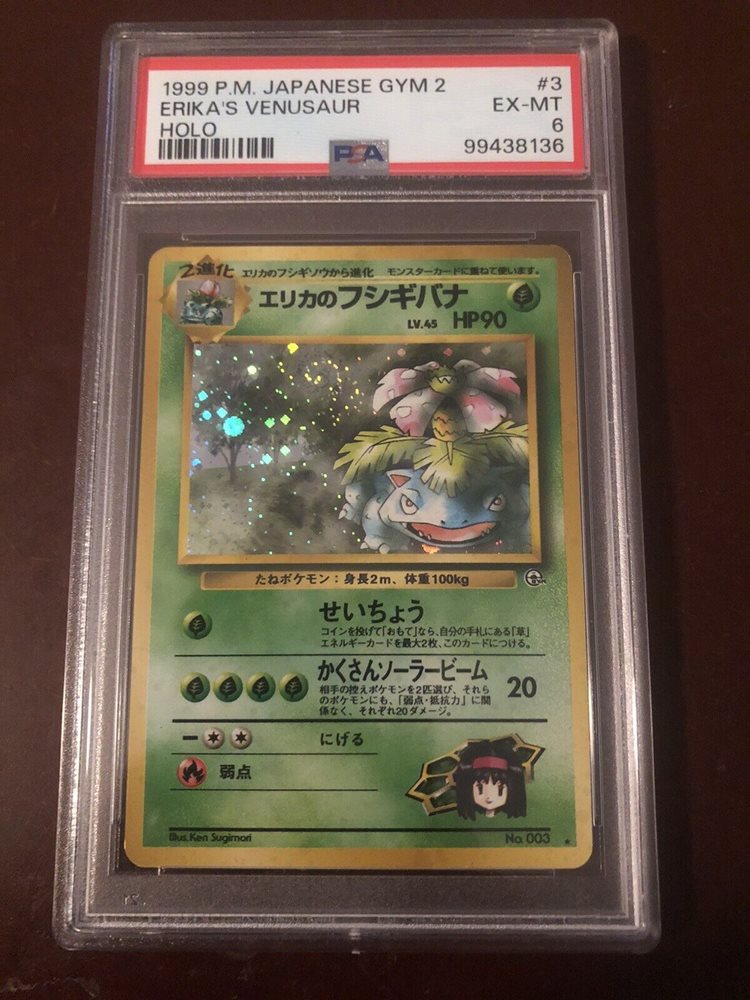 1999 P.M. JAPANESE GYM 2 #3
ERIKA'S VENUSAUR EX-MT
HOLO 6
PSA 99438136
2進化 エリカのフシギソウから進化 モンスターカードに重ねて使います。
エリカのフシギバナ
LV.45 HP90
たねポケモン：身長2m、体重100kg
せいちょう
コインを投げて「おもて」なら、自分の手札にある「草」
エネルギーカードを最大2枚、このカードにつける。
かくさんソーラービーム 20
相手の控えポケモンを2匹選び、それら
のポケモンにも、「弱点・抵抗力」に関
係なく、それぞれ20ダメージ。
にげる
弱点
Illus. Ken Sugimori No. 003 ★